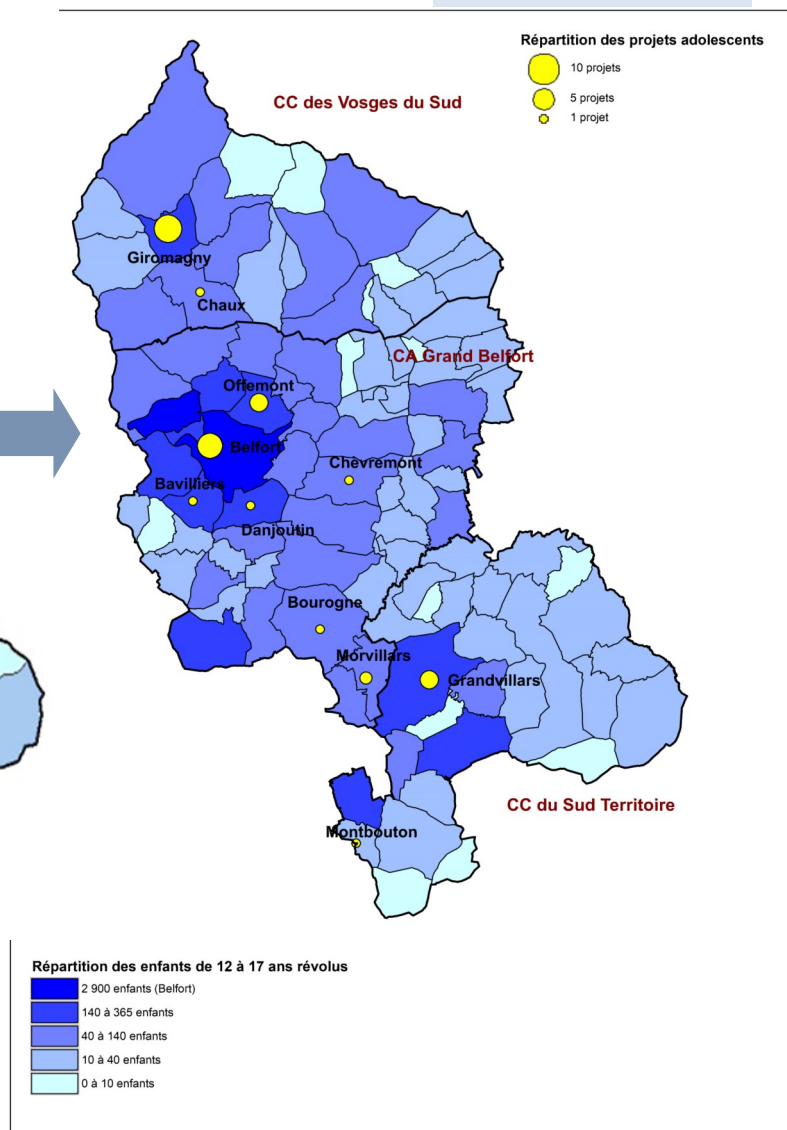 Répartition des projets adolescents
10 projets
5 projets
1 projet
CC des Vosges du Sud
Giromagny
Chaux
CA Grand Belfort
Offemont
Belfort
Chevremont
Bavilliers
Danjoutin
Bourogne
Morvillars
Grandvillars
CC du Sud Territoire
Montbouton
Répartition des enfants de 12 à 17 ans révolus
2 900 enfants (Belfort)
140 à 365 enfants
40 à 140 enfants
10 à 40 enfants
0 à 10 enfants